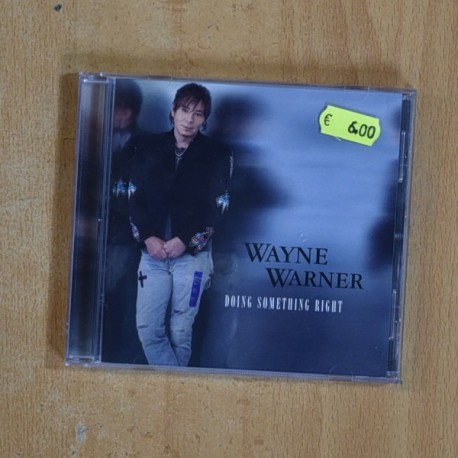 € 6.00
WAYNE
WARNER
DOING SOMETHING RIGHT